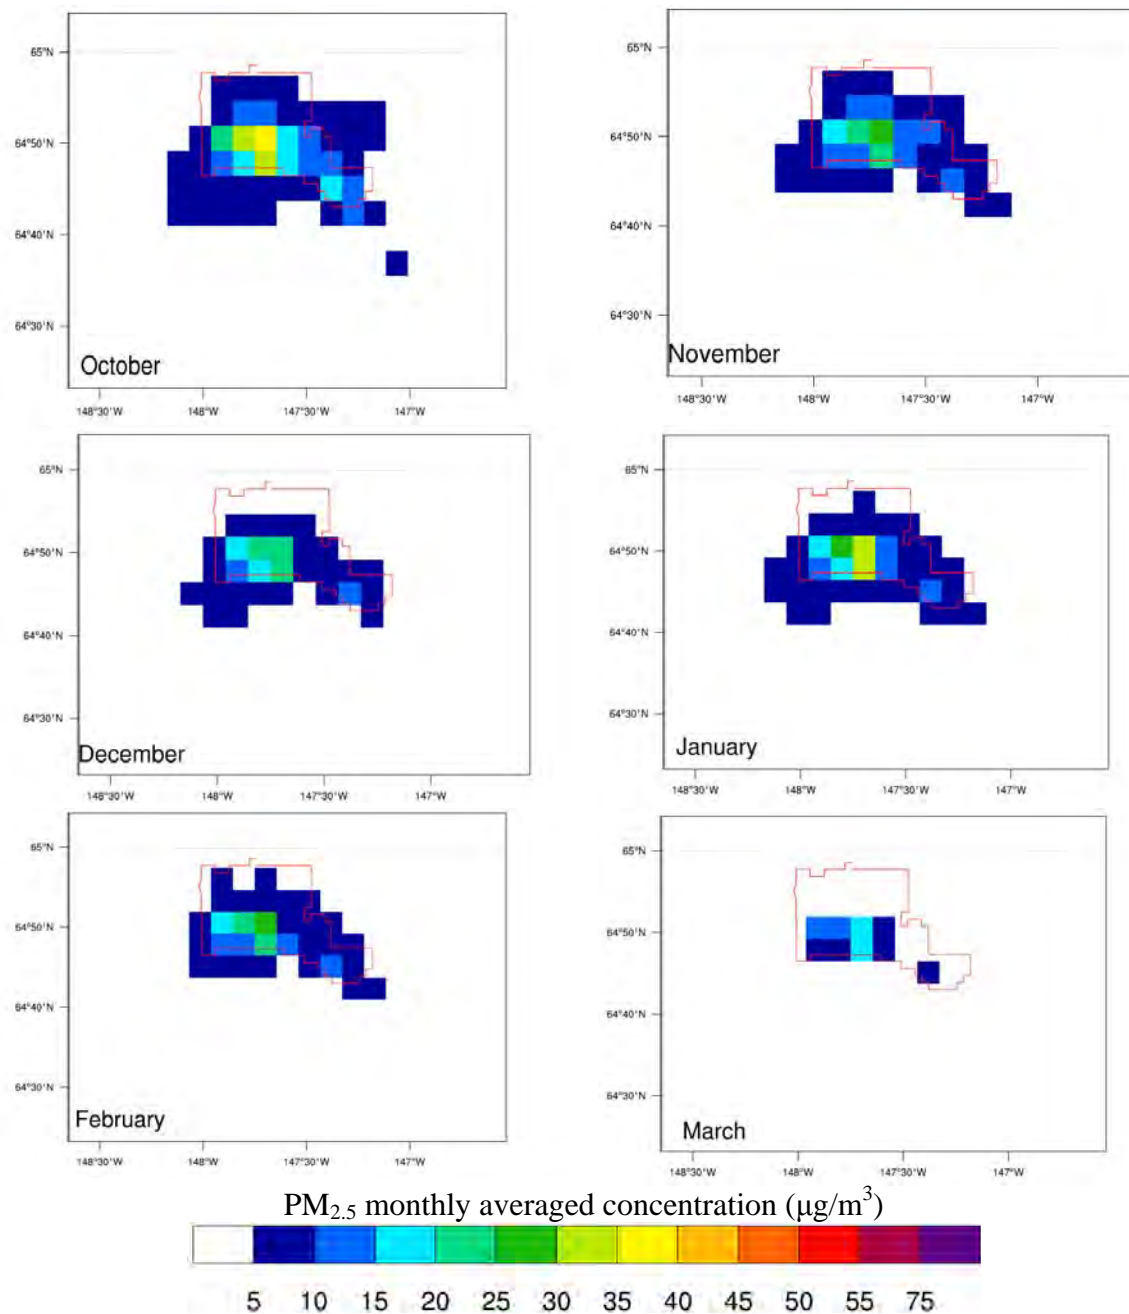 65°N
64°50'N
64°40'N
64°30'N
October
148°30'W 148°W 147°30'W 147°W
65°N
64°50'N
64°40'N
64°30'N
November
148°30'W 148°W 147°30'W 147°W
65°N
64°50'N
64°40'N
64°30'N
December
148°30'W 148°W 147°30'W 147°W
65°N
64°50'N
64°40'N
64°30'N
January
148°30'W 148°W 147°30'W 147°W
65°N
64°50'N
64°40'N
64°30'N
February
148°30'W 148°W 147°30'W 147°W
65°N
64°50'N
64°40'N
64°30'N
March
148°30'W 148°W 147°30'W 147°W
PM2.5 monthly averaged concentration (μg/m³)
5 10 15 20 25 30 35 40 45 50 55 75